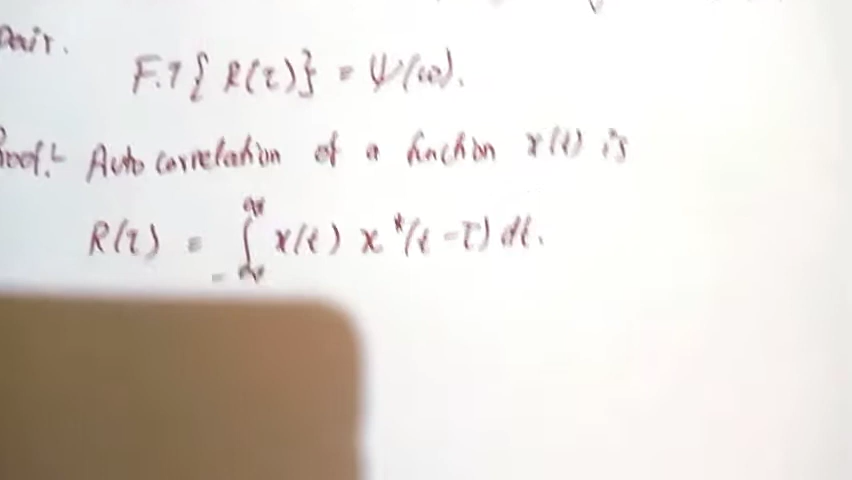 Pair.
F.T { R(τ)} = ψ(ω).
Proof:- Auto correlation of a function x(t) is
R(τ) = ∫_{-∞}^{∞} x(t) x*(t-τ) dt.